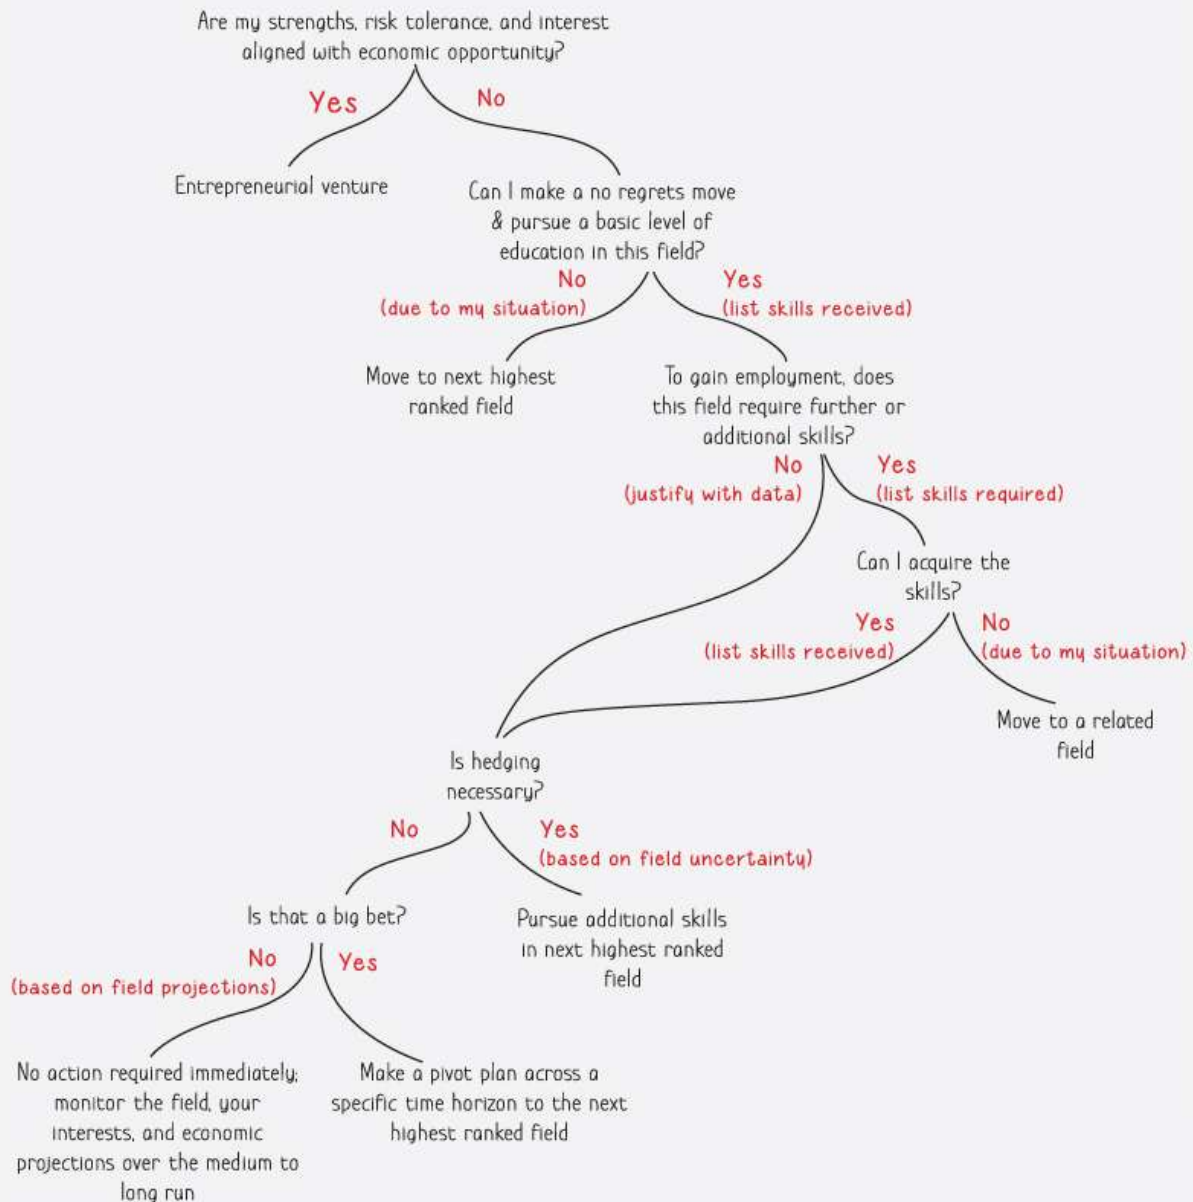 Are my strengths, risk tolerance, and interest
aligned with economic opportunity?
Yes
No
Entrepreneurial venture
Can I make a no regrets move
& pursue a basic level of
education in this field?
No
(due to my situation)
Yes
(list skills received)
Move to next highest
ranked field
To gain employment, does
this field require further or
additional skills?
No
(justify with data)
Yes
(list skills required)
Can I acquire the
skills?
Yes
(list skills received)
No
(due to my situation)
Move to a related
field
Is hedging
necessary?
No
Yes
(based on field uncertainty)
Is that a big bet?
Pursue additional skills
in next highest ranked
field
No
(based on field projections)
Yes
No action required immediately;
monitor the field, your
interests, and economic
projections over the medium to
long run
Make a pivot plan across a
specific time horizon to the next
highest ranked field